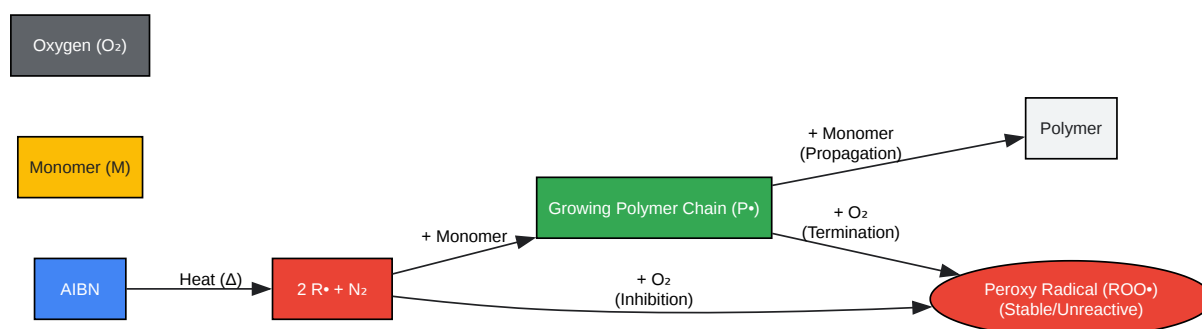 Oxygen (O₂)
Monomer (M)
AIBN
Heat (Δ)
2 R• + N₂
+ Monomer
Growing Polymer Chain (P•)
+ Monomer
(Propagation)
Polymer
+ O₂
(Termination)
+ O₂
(Inhibition)
Peroxy Radical (ROO•)
(Stable/Unreactive)